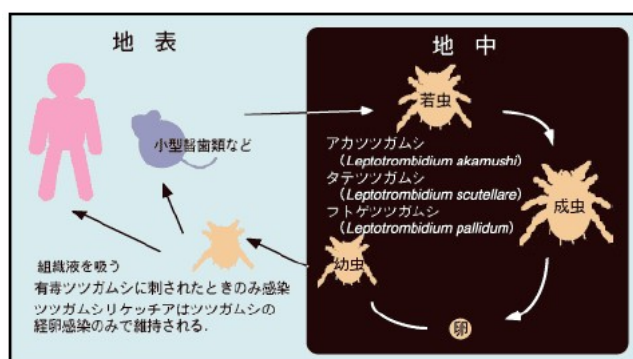 地 表
地 中
若虫
小型齧歯類など
アカツツガムシ
(Leptotrombidium akamushi)
タテツツガムシ
(Leptotrombidium scutellare)
フトゲツツガムシ
(Leptotrombidium pallidum)
成虫
幼虫
卵
組織液を吸う
有毒ツツガムシに刺されたときのみ感染
ツツガムシリケッチアはツツガムシの
経卵感染のみで維持される.